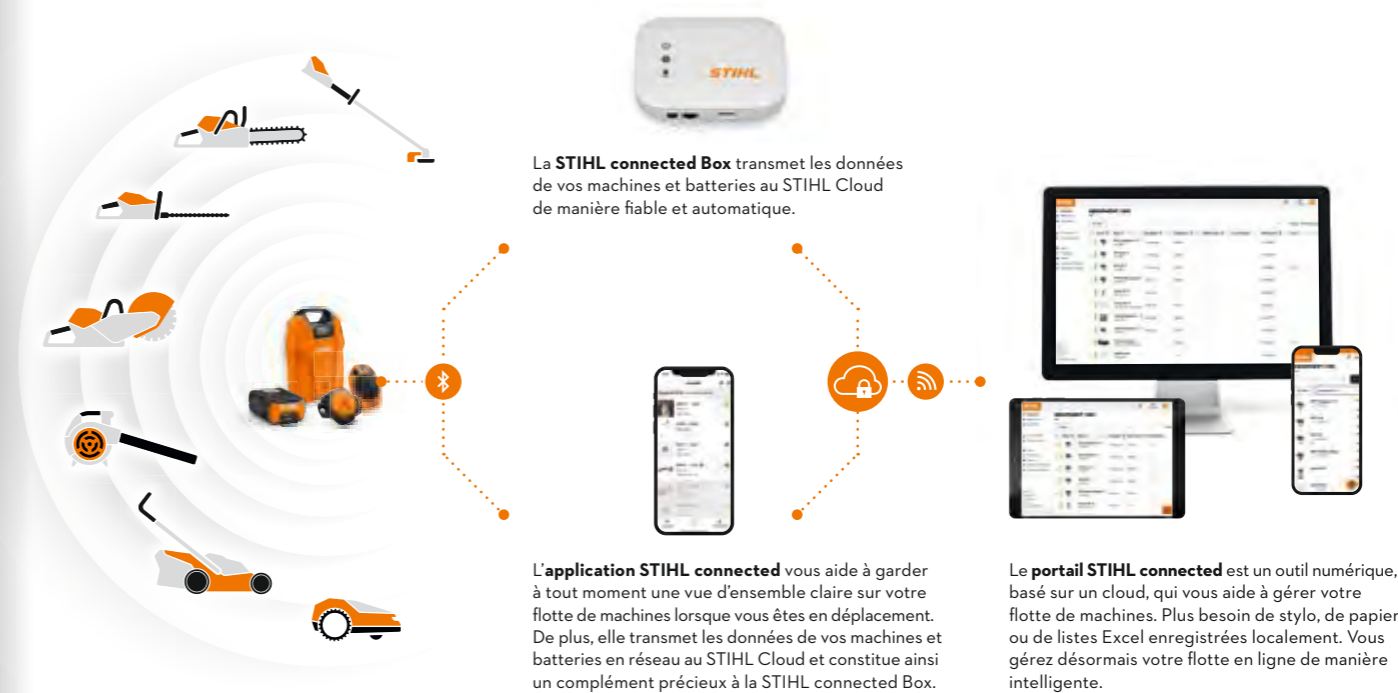 STIHL
La STIHL connected Box transmet les données
de vos machines et batteries au STIHL Cloud
de manière fiable et automatique.
L’application STIHL connected vous aide à garder
à tout moment une vue d’ensemble claire sur votre
flotte de machines lorsque vous êtes en déplacement.
De plus, elle transmet les données de vos machines et
batteries en réseau au STIHL Cloud et constitue ainsi
un complément précieux à la STIHL connected Box.
Le portail STIHL connected est un outil numérique,
basé sur un cloud, qui vous aide à gérer votre
flotte de machines. Plus besoin de stylo, de papier
ou de listes Excel enregistrées localement. Vous
gérez désormais votre flotte en ligne de manière
intelligente.